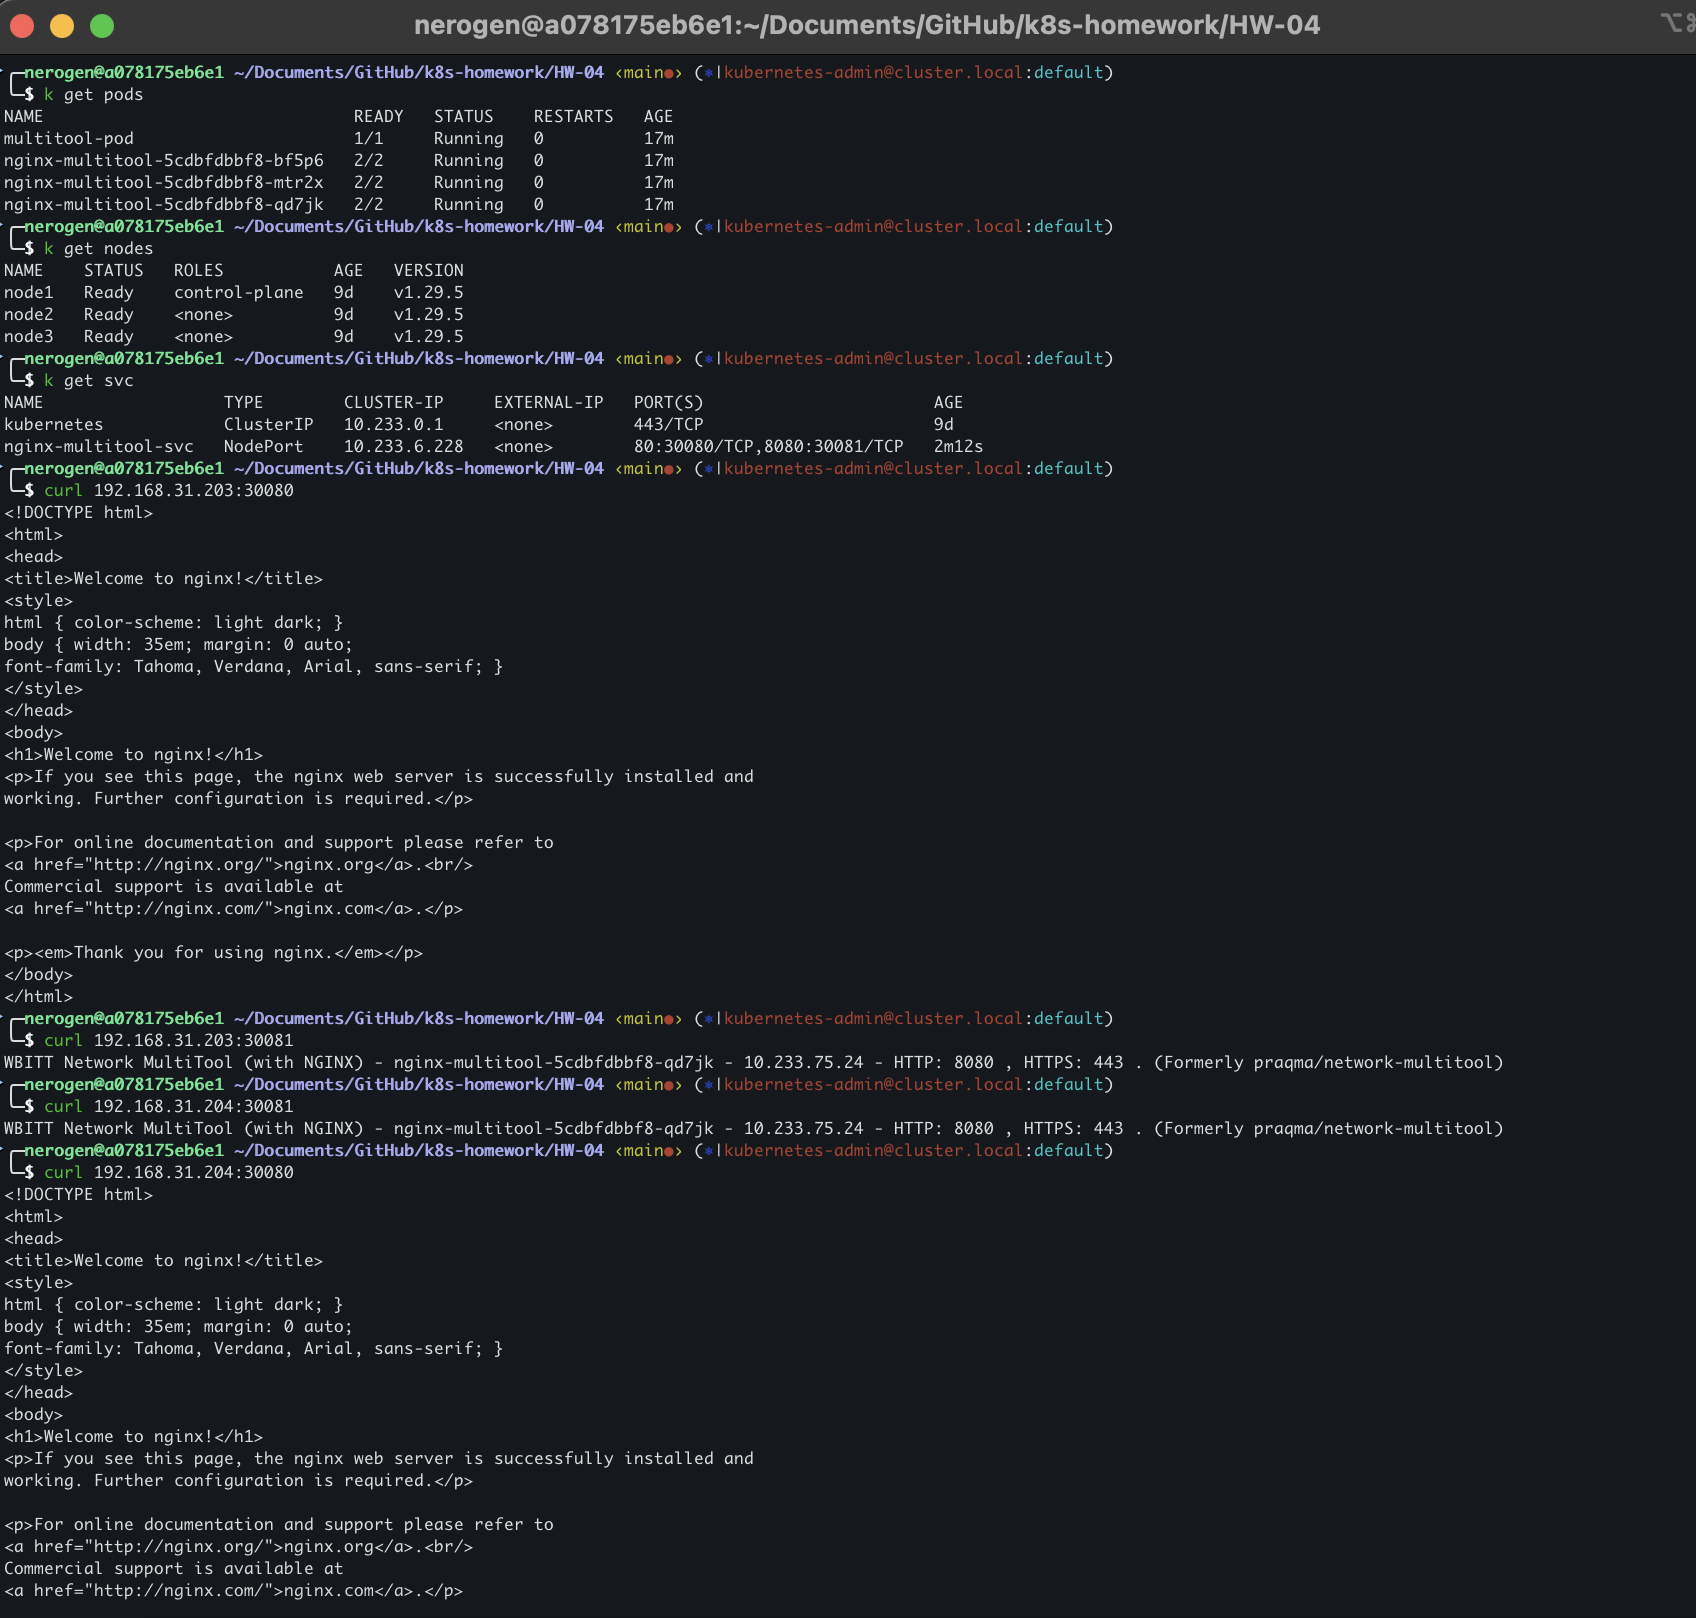 nerogen@a078175eb6e1:~/Documents/GitHub/k8s-homework/HW-04
nerogen@a078175eb6e1 ~/Documents/GitHub/k8s-homework/HW-04 ‹main●› (⎈|kubernetes-admin@cluster.local:default)
$ k get pods
NAME READY STATUS RESTARTS AGE
multitool-pod 1/1 Running 0 17m
nginx-multitool-5cdbfdbbf8-bf5p6 2/2 Running 0 17m
nginx-multitool-5cdbfdbbf8-mtr2x 2/2 Running 0 17m
nginx-multitool-5cdbfdbbf8-qd7jk 2/2 Running 0 17m
nerogen@a078175eb6e1 ~/Documents/GitHub/k8s-homework/HW-04 ‹main●› (⎈|kubernetes-admin@cluster.local:default)
$ k get nodes
NAME STATUS ROLES AGE VERSION
node1 Ready control-plane 9d v1.29.5
node2 Ready <none> 9d v1.29.5
node3 Ready <none> 9d v1.29.5
nerogen@a078175eb6e1 ~/Documents/GitHub/k8s-homework/HW-04 ‹main●› (⎈|kubernetes-admin@cluster.local:default)
$ k get svc
NAME TYPE CLUSTER-IP EXTERNAL-IP PORT(S) AGE
kubernetes ClusterIP 10.233.0.1 <none> 443/TCP 9d
nginx-multitool-svc NodePort 10.233.6.228 <none> 80:30080/TCP,8080:30081/TCP 2m12s
nerogen@a078175eb6e1 ~/Documents/GitHub/k8s-homework/HW-04 ‹main●› (⎈|kubernetes-admin@cluster.local:default)
$ curl 192.168.31.203:30080
<!DOCTYPE html>
<html>
<head>
<title>Welcome to nginx!</title>
<style>
html { color-scheme: light dark; }
body { width: 35em; margin: 0 auto;
font-family: Tahoma, Verdana, Arial, sans-serif; }
</style>
</head>
<body>
<h1>Welcome to nginx!</h1>
<p>If you see this page, the nginx web server is successfully installed and
working. Further configuration is required.</p>
<p>For online documentation and support please refer to
<a href="http://nginx.org/">nginx.org</a>.<br/>
Commercial support is available at
<a href="http://nginx.com/">nginx.com</a>.</p>
<p><em>Thank you for using nginx.</em></p>
</body>
</html>
nerogen@a078175eb6e1 ~/Documents/GitHub/k8s-homework/HW-04 ‹main●› (⎈|kubernetes-admin@cluster.local:default)
$ curl 192.168.31.203:30081
WBITT Network MultiTool (with NGINX) - nginx-multitool-5cdbfdbbf8-qd7jk - 10.233.75.24 - HTTP: 8080 , HTTPS: 443 . (Formerly praqma/network-multitool)
nerogen@a078175eb6e1 ~/Documents/GitHub/k8s-homework/HW-04 ‹main●› (⎈|kubernetes-admin@cluster.local:default)
$ curl 192.168.31.204:30081
WBITT Network MultiTool (with NGINX) - nginx-multitool-5cdbfdbbf8-qd7jk - 10.233.75.24 - HTTP: 8080 , HTTPS: 443 . (Formerly praqma/network-multitool)
nerogen@a078175eb6e1 ~/Documents/GitHub/k8s-homework/HW-04 ‹main●› (⎈|kubernetes-admin@cluster.local:default)
$ curl 192.168.31.204:30080
<!DOCTYPE html>
<html>
<head>
<title>Welcome to nginx!</title>
<style>
html { color-scheme: light dark; }
body { width: 35em; margin: 0 auto;
font-family: Tahoma, Verdana, Arial, sans-serif; }
</style>
</head>
<body>
<h1>Welcome to nginx!</h1>
<p>If you see this page, the nginx web server is successfully installed and
working. Further configuration is required.</p>
<p>For online documentation and support please refer to
<a href="http://nginx.org/">nginx.org</a>.<br/>
Commercial support is available at
<a href="http://nginx.com/">nginx.com</a>.</p>